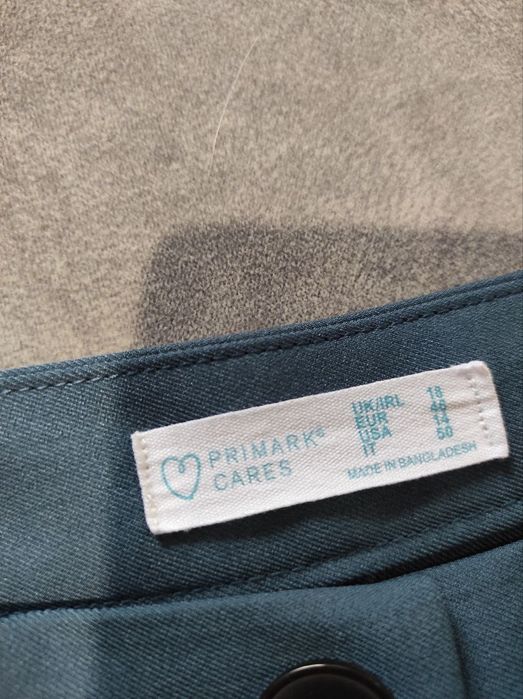 PRIMARK®
CARES
UK/IRL 18
EUR 46
USA 14
IT 50
MADE IN BANGLADESH